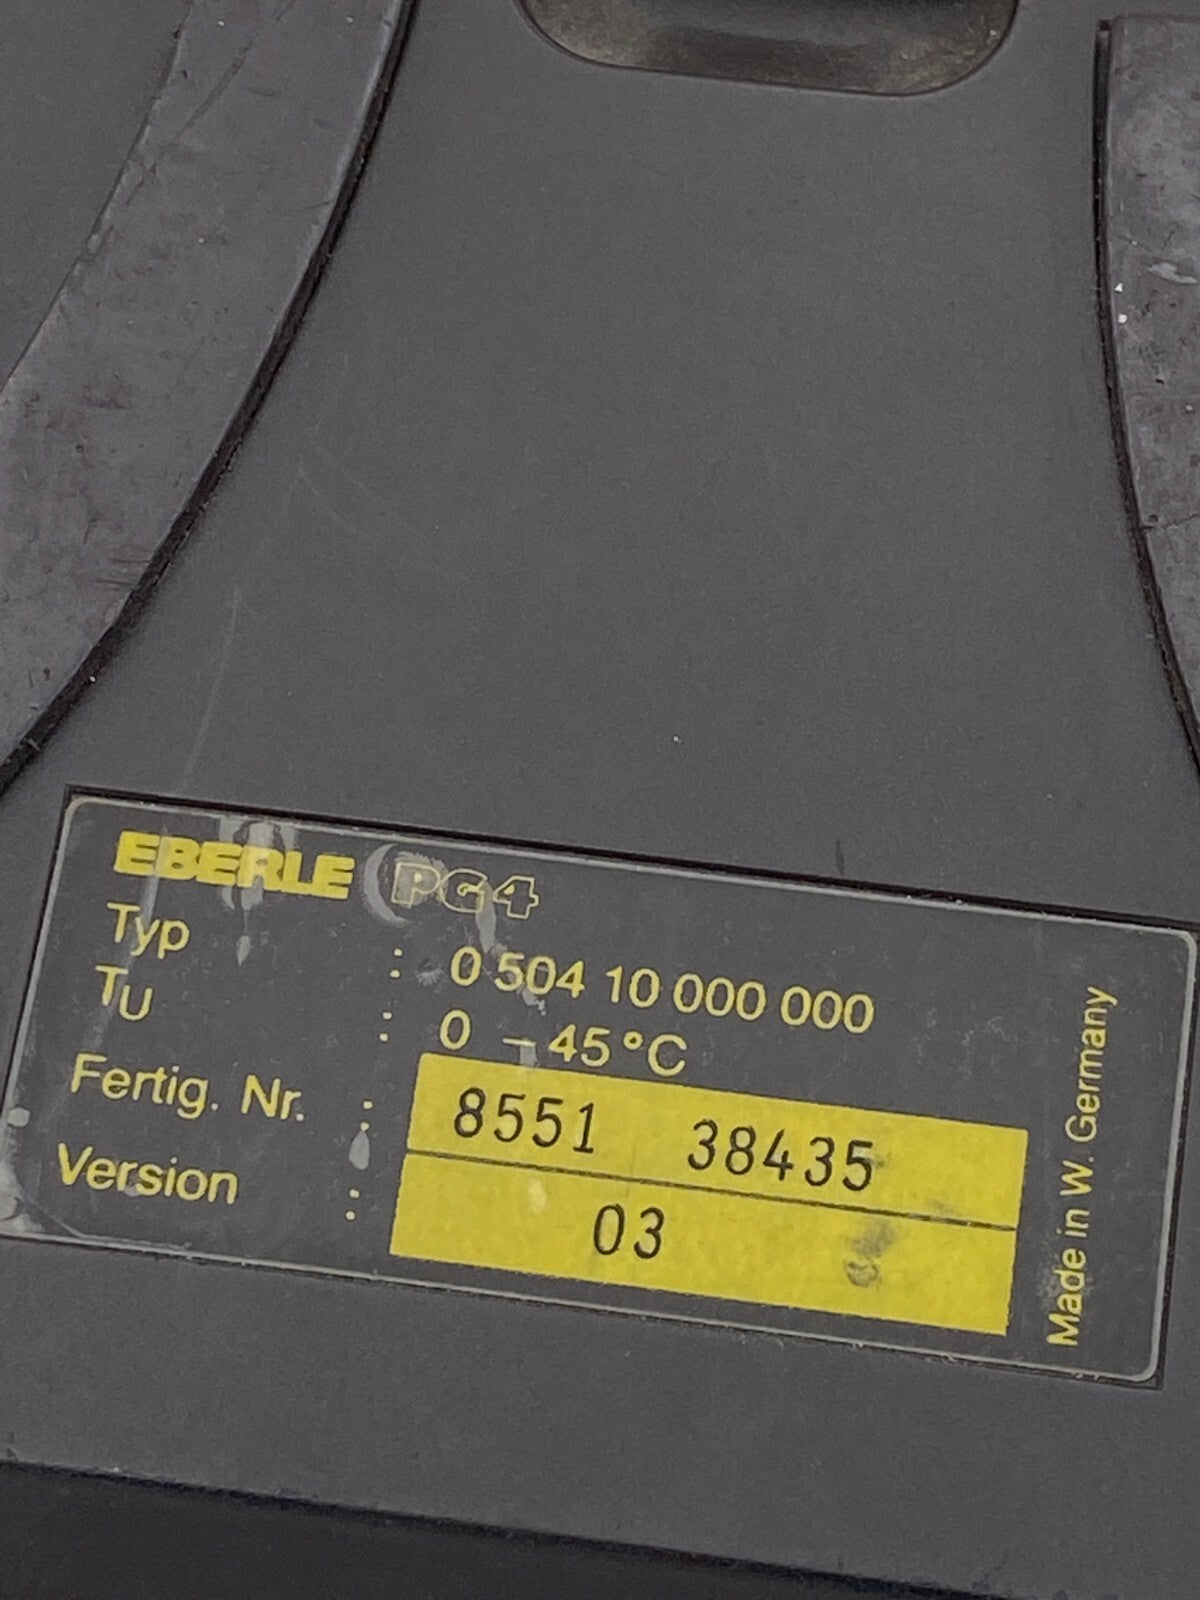 EBERLE PG4
Typ : 0 504 10 000 000
TU : 0 – 45 °C
Fertig. Nr. : 8551 38435
Version : 03
Made in W. Germany